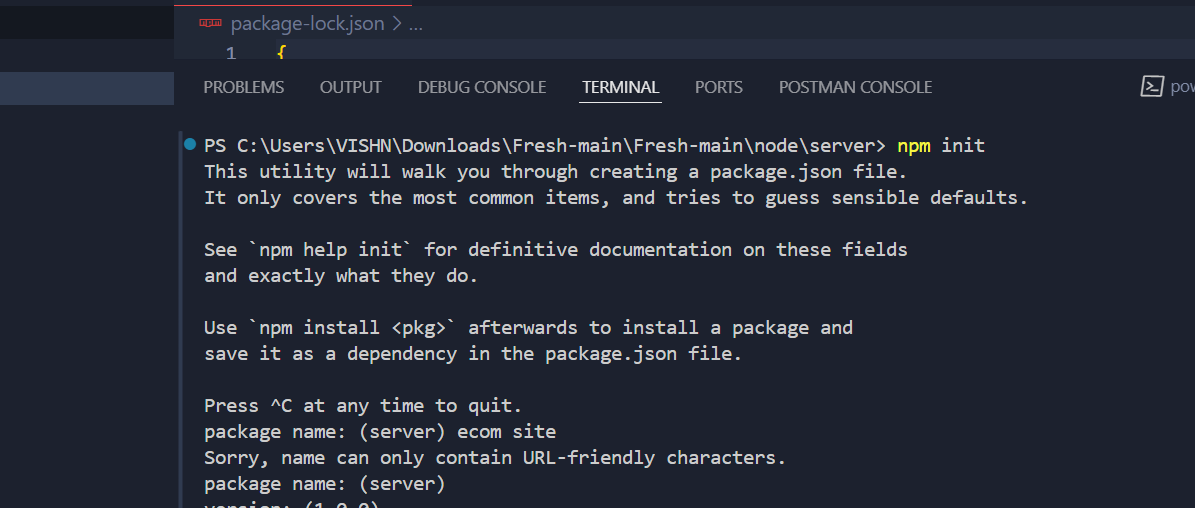 package-lock.json > ...
1 {
PROBLEMS OUTPUT DEBUG CONSOLE TERMINAL PORTS POSTMAN CONSOLE
PS C:\Users\VISHN\Downloads\Fresh-main\Fresh-main\node\server> npm init
This utility will walk you through creating a package.json file.
It only covers the most common items, and tries to guess sensible defaults.
See `npm help init` for definitive documentation on these fields
and exactly what they do.
Use `npm install <pkg>` afterwards to install a package and
save it as a dependency in the package.json file.
Press ^C at any time to quit.
package name: (server) ecom site
Sorry, name can only contain URL-friendly characters.
package name: (server)
version: (1.0.0)